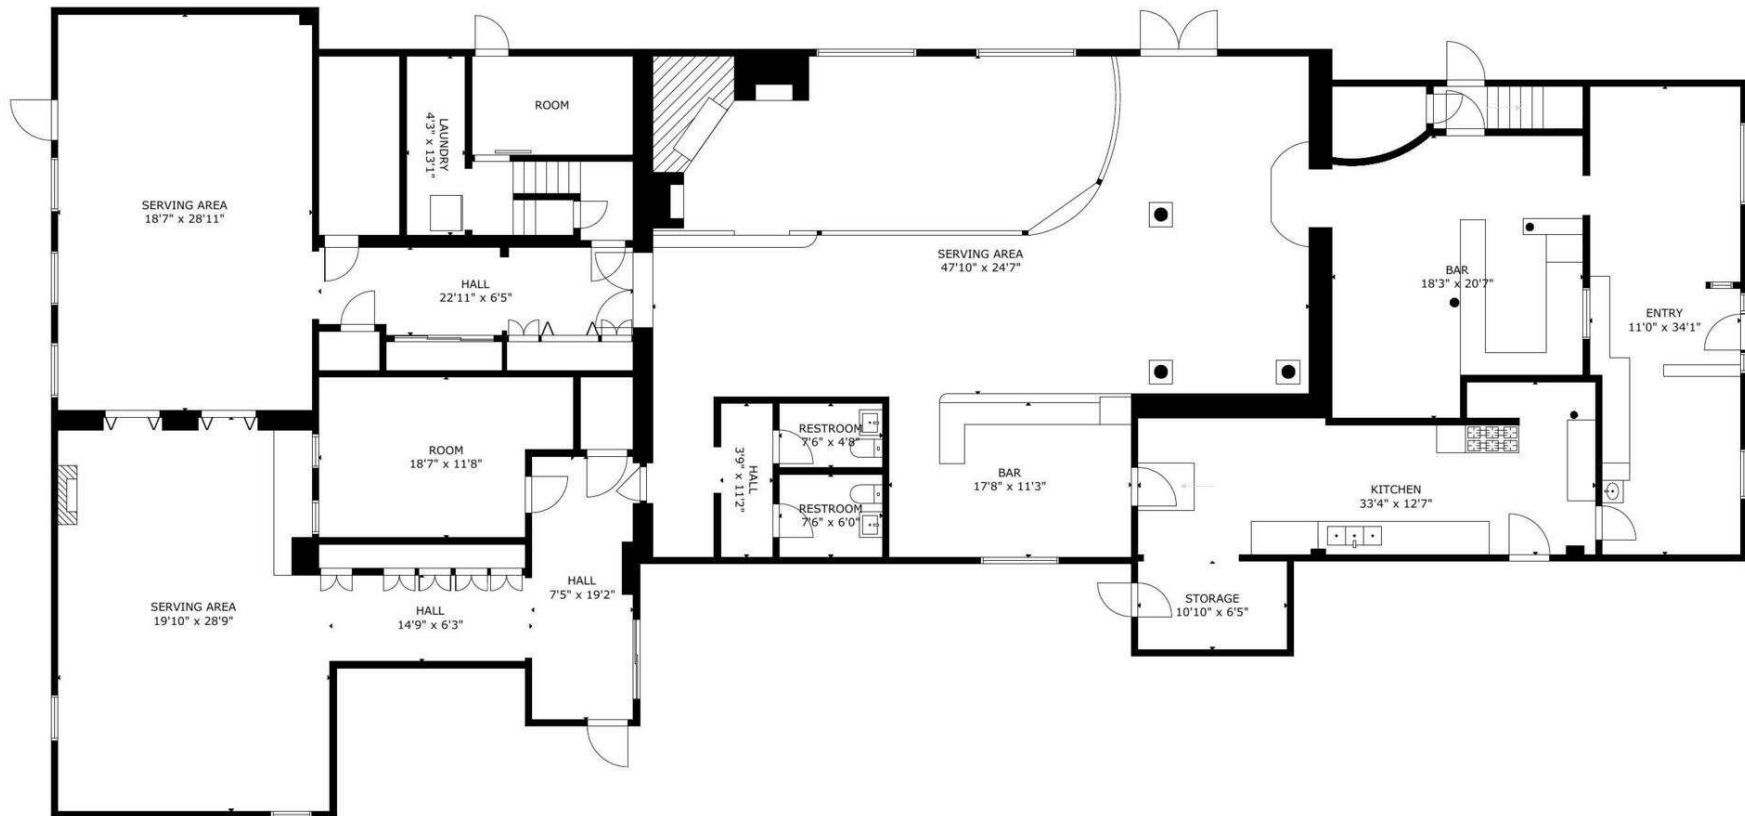 ROOM
LAUNDRY
4'3" x 13'1"
SERVING AREA
18'7" x 28'11"
HALL
22'11" x 6'5"
SERVING AREA
47'10" x 24'7"
BAR
18'3" x 20'7"
ENTRY
11'0" x 34'1"
ROOM
18'7" x 11'8"
RESTROOM
7'6" x 4'8"
HALL
3'9" x 11'2"
RESTROOM
7'6" x 6'0"
BAR
17'8" x 11'3"
KITCHEN
33'4" x 12'7"
SERVING AREA
19'10" x 28'9"
HALL
14'9" x 6'3"
HALL
7'5" x 19'2"
STORAGE
10'10" x 6'5"